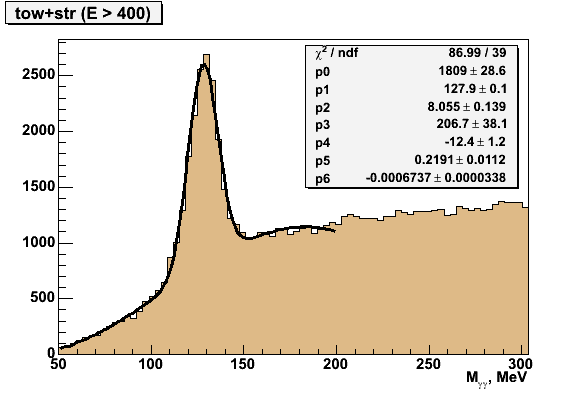 tow+str (E > 400)
χ² / ndf 86.99 / 39
p0 1809 ± 28.6
p1 127.9 ± 0.1
p2 8.055 ± 0.139
p3 206.7 ± 38.1
p4 -12.4 ± 1.2
p5 0.2191 ± 0.0112
p6 -0.0006737 ± 0.0000338
2500
2000
1500
1000
500
0
50 100 150 200 250 300
Mγγ, MeV